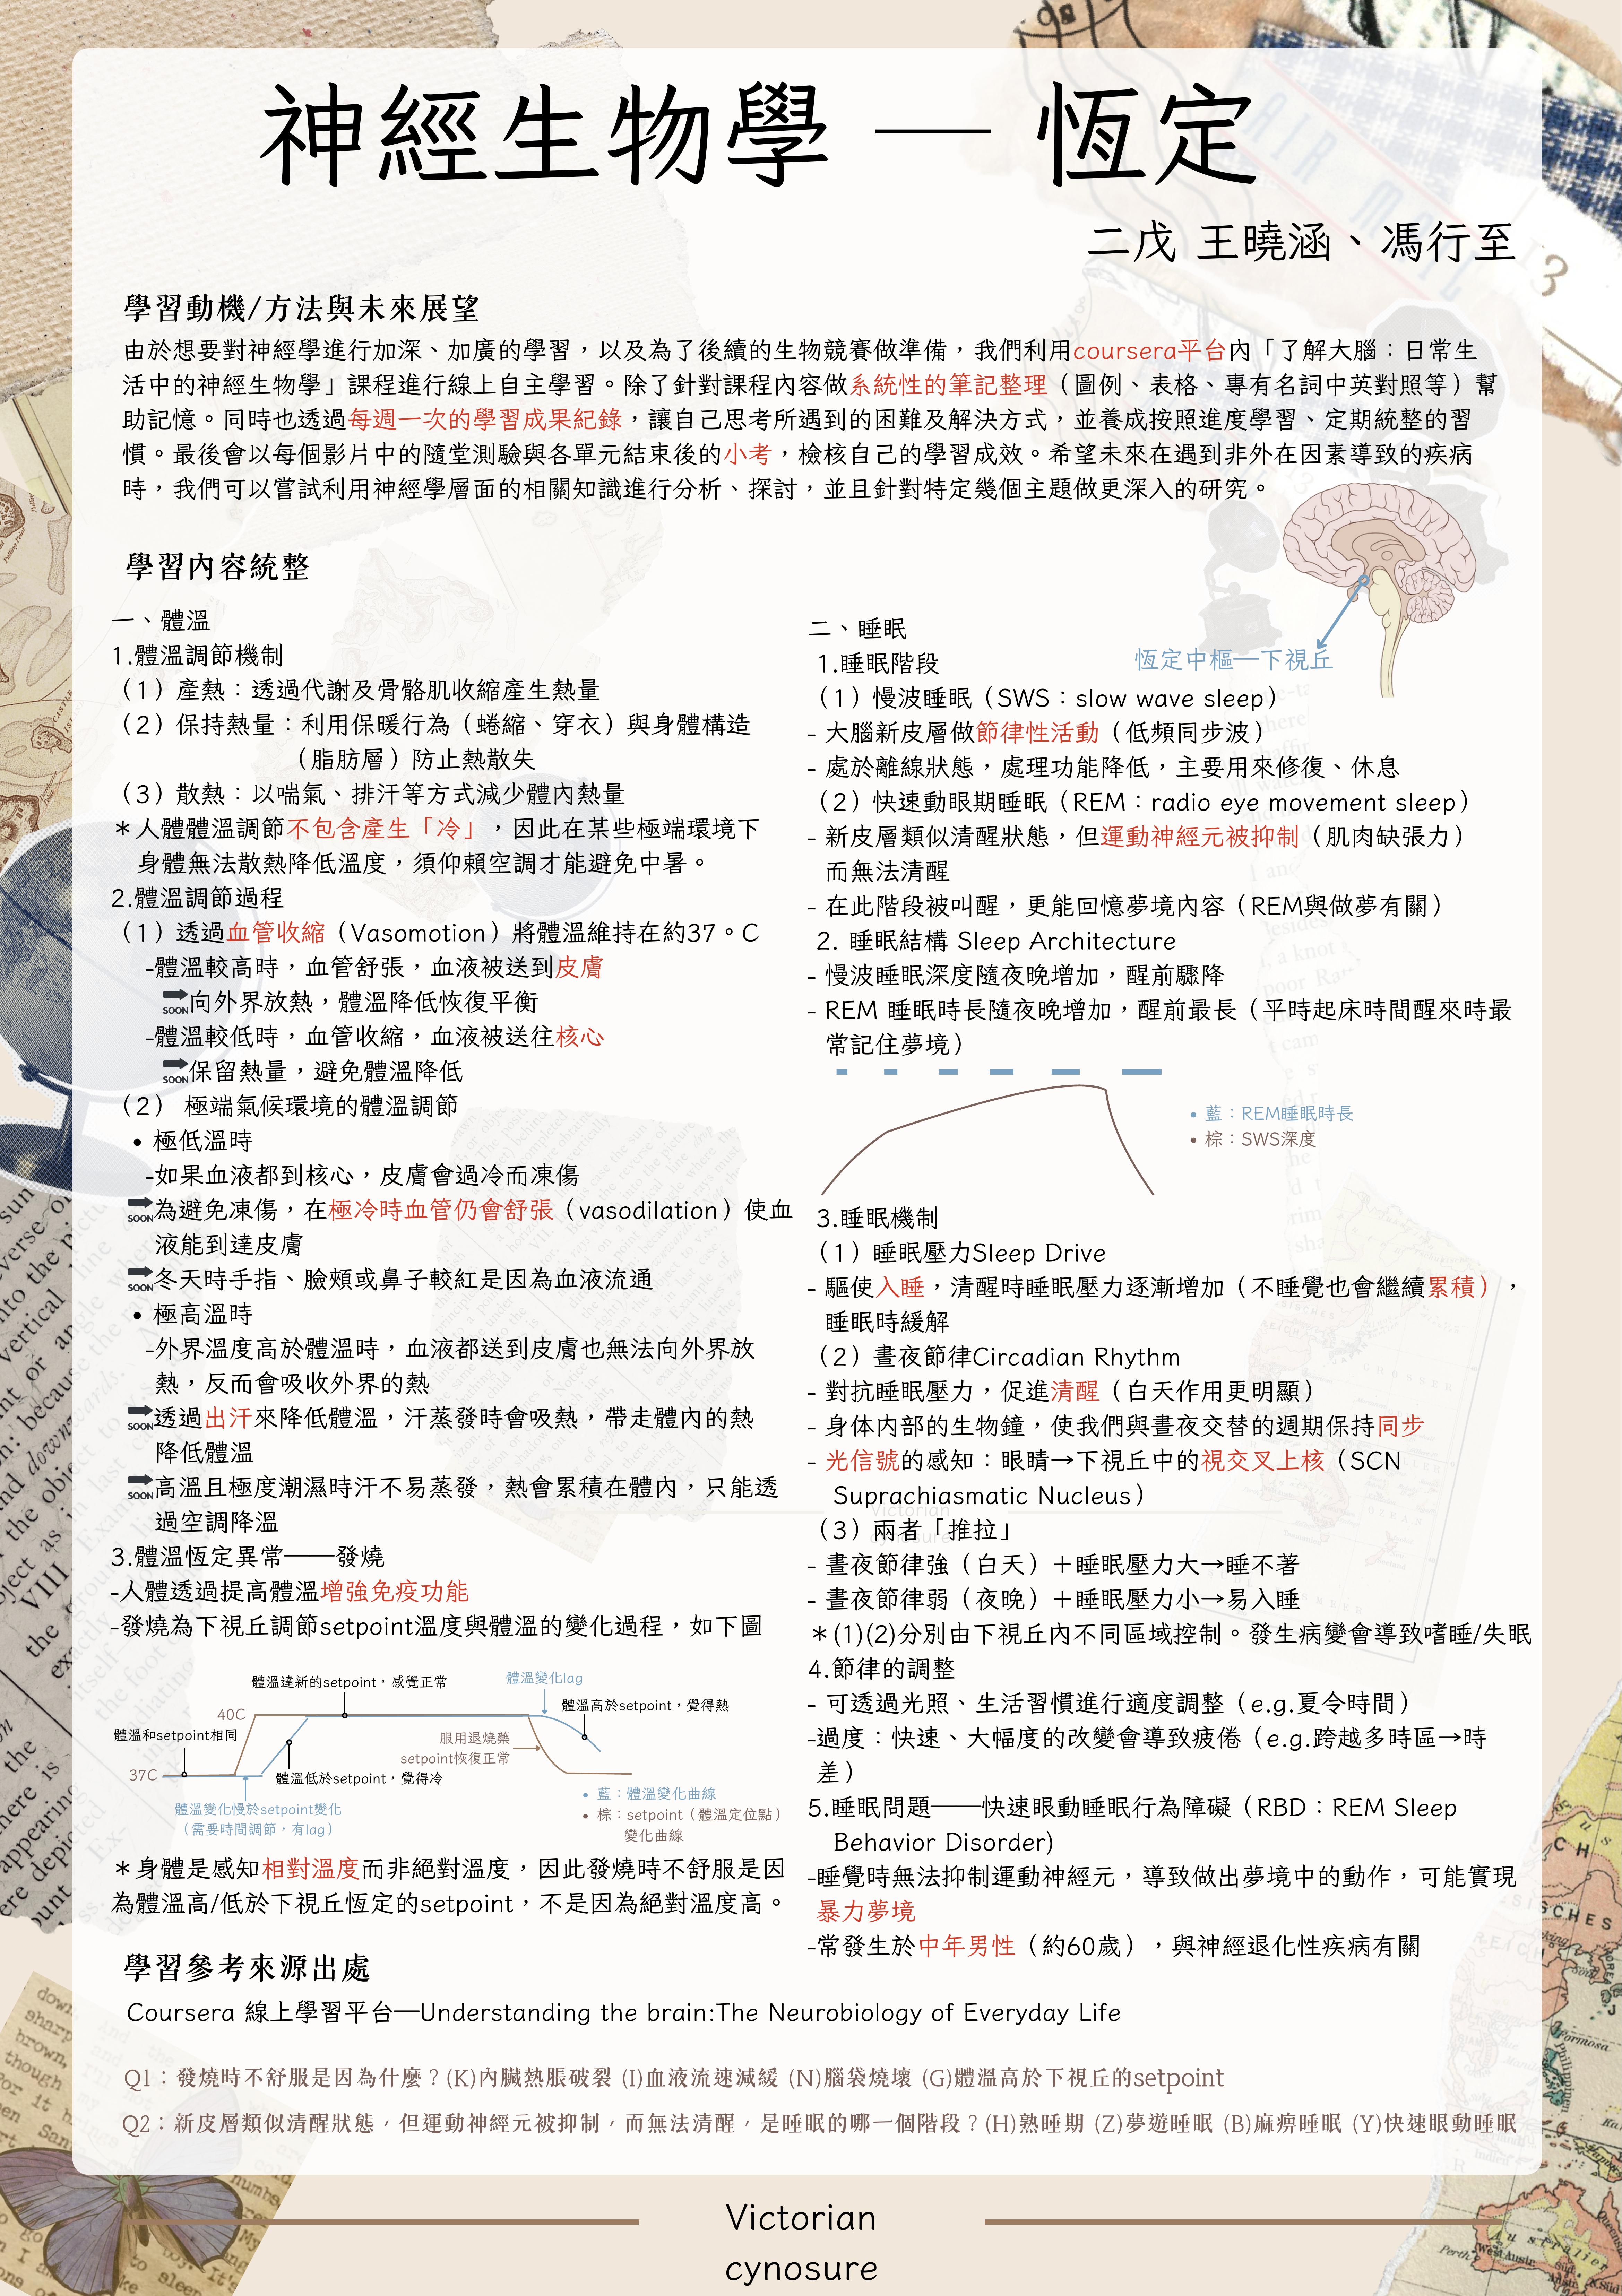 神經生物學 — 恆定
二戊 王曉涵、馮行至
學習動機/方法與未來展望
由於想要對神經學進行加深、加廣的學習，以及為了後續的生物競賽做準備，我們利用coursera平台內「了解大腦：日常生
活中的神經生物學」課程進行線上自主學習。除了針對課程內容做系統性的筆記整理（圖例、表格、專有名詞中英對照等）幫
助記憶。同時也透過每週一次的學習成果紀錄，讓自己思考所遇到的困難及解決方式，並養成按照進度學習、定期統整的習
慣。最後會以每個影片中的隨堂測驗與各單元結束後的小考，檢核自己的學習成效。希望未來在遇到非外在因素導致的疾病
時，我們可以嘗試利用神經學層面的相關知識進行分析、探討，並且針對特定幾個主題做更深入的研究。
學習內容統整
一、體溫
1.體溫調節機制
（1）產熱：透過代謝及骨骼肌收縮產生熱量
（2）保持熱量：利用保暖行為（蜷縮、穿衣）與身體構造
（脂肪層）防止熱散失
（3）散熱：以喘氣、排汗等方式減少體內熱量
＊人體體溫調節不包含產生「冷」，因此在某些極端環境下
身體無法散熱降低溫度，須仰賴空調才能避免中暑。
2.體溫調節過程
（1）透過血管收縮（Vasomotion）將體溫維持在約37。C
-體溫較高時，血管舒張，血液被送到皮膚
SOON向外界放熱，體溫降低恢復平衡
-體溫較低時，血管收縮，血液被送往核心
SOON保留熱量，避免體溫降低
（2） 極端氣候環境的體溫調節
• 極低溫時
-如果血液都到核心，皮膚會過冷而凍傷
SOON為避免凍傷，在極冷時血管仍會舒張（vasodilation）使血
液能到達皮膚
SOON冬天時手指、臉頰或鼻子較紅是因為血液流通
• 極高溫時
-外界溫度高於體溫時，血液都送到皮膚也無法向外界放
熱，反而會吸收外界的熱
SOON透過出汗來降低體溫，汗蒸發時會吸熱，帶走體內的熱
降低體溫
SOON高溫且極度潮濕時汗不易蒸發，熱會累積在體內，只能透
過空調降溫
3.體溫恆定異常——發燒
-人體透過提高體溫增強免疫功能
-發燒為下視丘調節setpoint溫度與體溫的變化過程，如下圖
體溫達新的setpoint，感覺正常
體溫變化lag
40C
體溫高於setpoint，覺得熱
體溫和setpoint相同
服用退燒藥
setpoint恢復正常
37C
體溫低於setpoint，覺得冷
體溫變化慢於setpoint變化
（需要時間調節，有lag）
• 藍：體溫變化曲線
• 棕：setpoint（體溫定位點）
變化曲線
＊身體是感知相對溫度而非絕對溫度，因此發燒時不舒服是因
為體溫高/低於下視丘恆定的setpoint，不是因為絕對溫度高。
恆定中樞—下視丘
二、睡眠
1.睡眠階段
（1）慢波睡眠（SWS：slow wave sleep）
- 大腦新皮層做節律性活動（低頻同步波）
- 處於離線狀態，處理功能降低，主要用來修復、休息
（2）快速動眼期睡眠（REM：radio eye movement sleep）
- 新皮層類似清醒狀態，但運動神經元被抑制（肌肉缺張力）
而無法清醒
- 在此階段被叫醒，更能回憶夢境內容（REM與做夢有關）
2. 睡眠結構 Sleep Architecture
- 慢波睡眠深度隨夜晚增加，醒前驟降
- REM 睡眠時長隨夜晚增加，醒前最長（平時起床時間醒來時最
常記住夢境）
• 藍：REM睡眠時長
• 棕：SWS深度
3.睡眠機制
（1）睡眠壓力Sleep Drive
- 驅使入睡，清醒時睡眠壓力逐漸增加（不睡覺也會繼續累積），
睡眠時緩解
（2）晝夜節律Circadian Rhythm
- 對抗睡眠壓力，促進清醒（白天作用更明顯）
- 身体内部的生物鐘，使我們與晝夜交替的週期保持同步
- 光信號的感知：眼睛→下視丘中的視交叉上核（SCN
Suprachiasmatic Nucleus）
（3）兩者「推拉」
- 晝夜節律強（白天）＋睡眠壓力大→睡不著
- 晝夜節律弱（夜晚）＋睡眠壓力小→易入睡
＊(1)(2)分別由下視丘內不同區域控制。發生病變會導致嗜睡/失眠
4.節律的調整
- 可透過光照、生活習慣進行適度調整（e.g.夏令時間）
-過度：快速、大幅度的改變會導致疲倦（e.g.跨越多時區→時
差）
5.睡眠問題——快速眼動睡眠行為障礙（RBD：REM Sleep
Behavior Disorder)
-睡覺時無法抑制運動神經元，導致做出夢境中的動作，可能實現
暴力夢境
-常發生於中年男性（約60歲），與神經退化性疾病有關
學習參考來源出處
Coursera 線上學習平台—Understanding the brain:The Neurobiology of Everyday Life
Q1：發燒時不舒服是因為什麼？(K)內臟熱脹破裂 (I)血液流速減緩 (N)腦袋燒壞 (G)體溫高於下視丘的setpoint
Q2：新皮層類似清醒狀態，但運動神經元被抑制，而無法清醒，是睡眠的哪一個階段？(H)熟睡期 (Z)夢遊睡眠 (B)麻痹睡眠 (Y)快速眼動睡眠
Victorian
cynosure